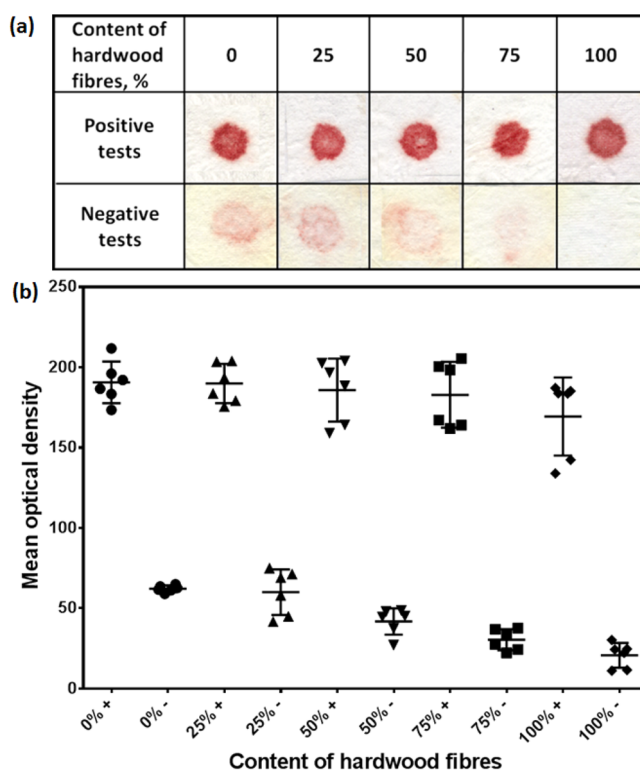 (a)
Content of
hardwood
fibres, %
0
25
50
75
100
Positive
tests
Negative
tests
(b)
250
200
150
100
50
0
Mean optical density
0% +
0% -
25% +
25% -
50% +
50% -
75% +
75% -
100% +
100% -
Content of hardwood fibres